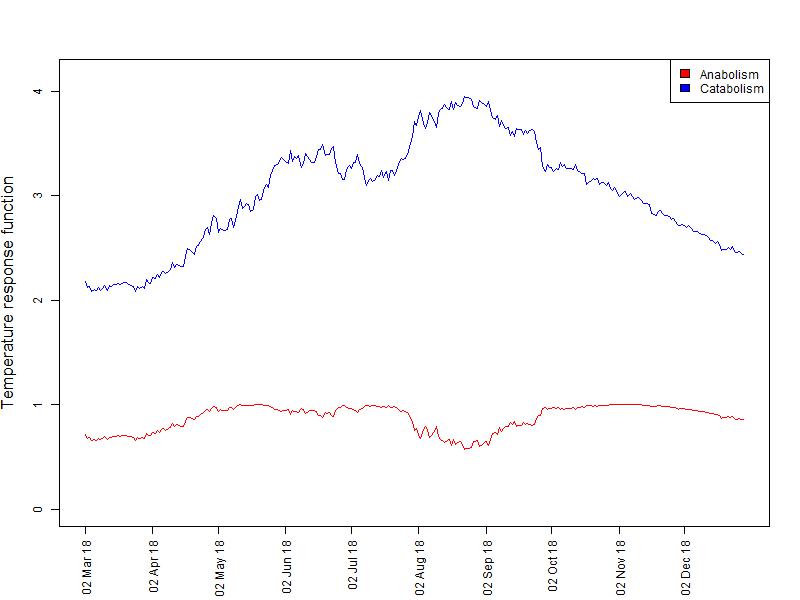 Anabolism
Catabolism
Temperature response function
4
3
2
1
0
02 Mar 18
02 Apr 18
02 May 18
02 Jun 18
02 Jul 18
02 Aug 18
02 Sep 18
02 Oct 18
02 Nov 18
02 Dec 18